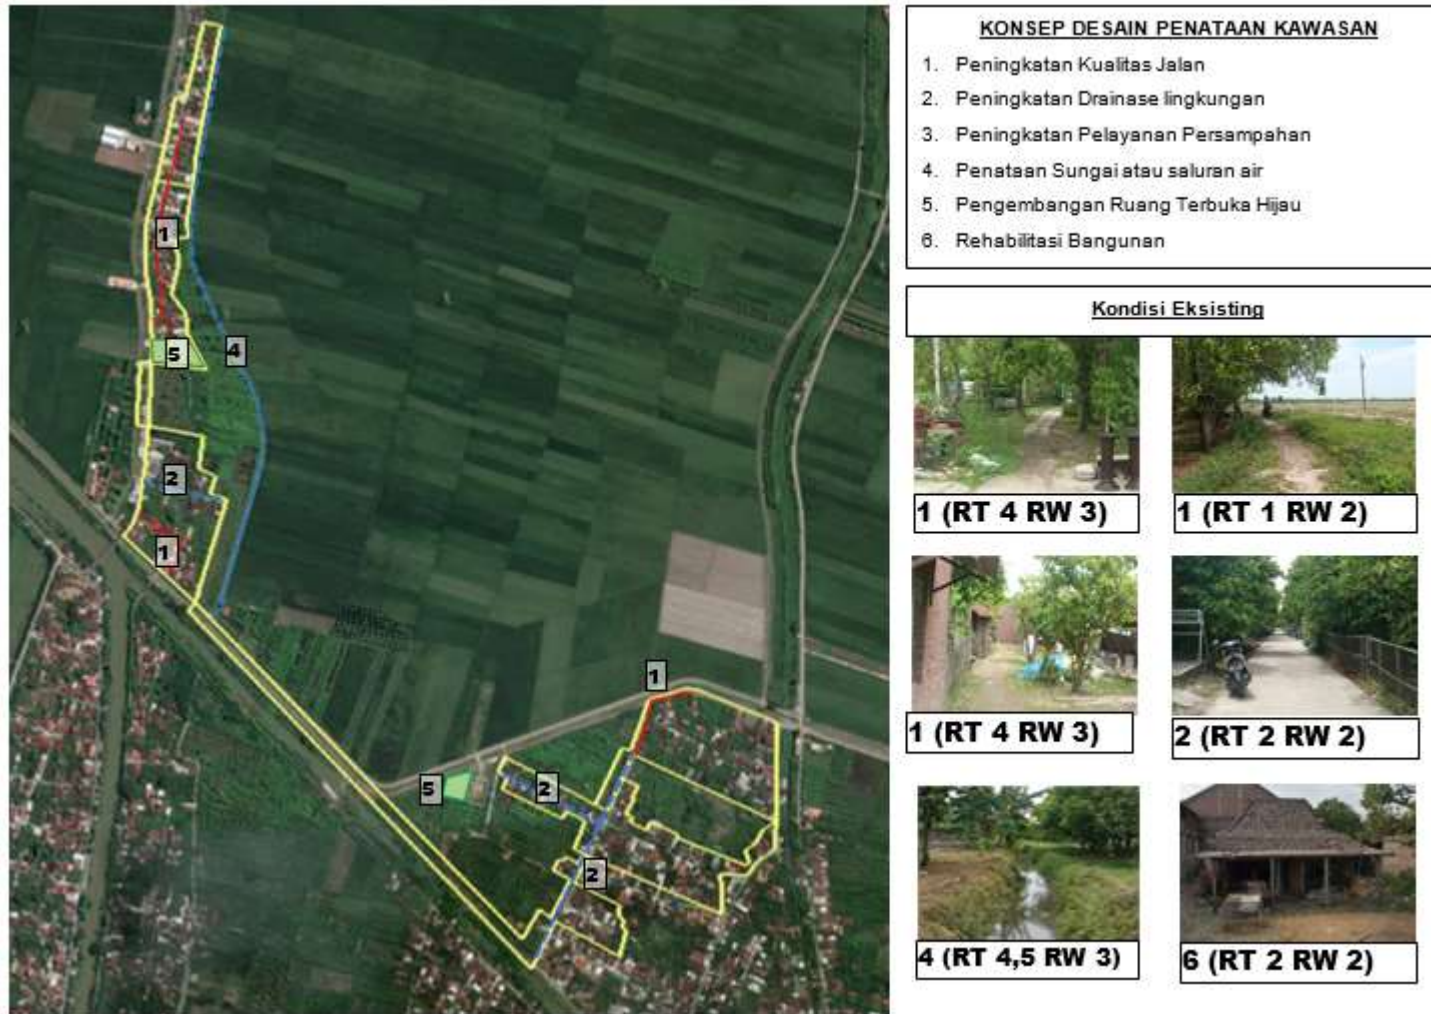 KONSEP DESAIN PENATAAN KAWASAN
1. Peningkatan Kualitas Jalan
2. Peningkatan Drainase lingkungan
3. Peningkatan Pelayanan Persampahan
4. Penataan Sungai atau saluran air
5. Pengembangan Ruang Terbuka Hijau
6. Rehabilitasi Bangunan
Kondisi Eksisting
1 (RT 4 RW 3)
1 (RT 1 RW 2)
1 (RT 4 RW 3)
2 (RT 2 RW 2)
4 (RT 4,5 RW 3)
6 (RT 2 RW 2)
1
5
4
2
1
1
5
2
2